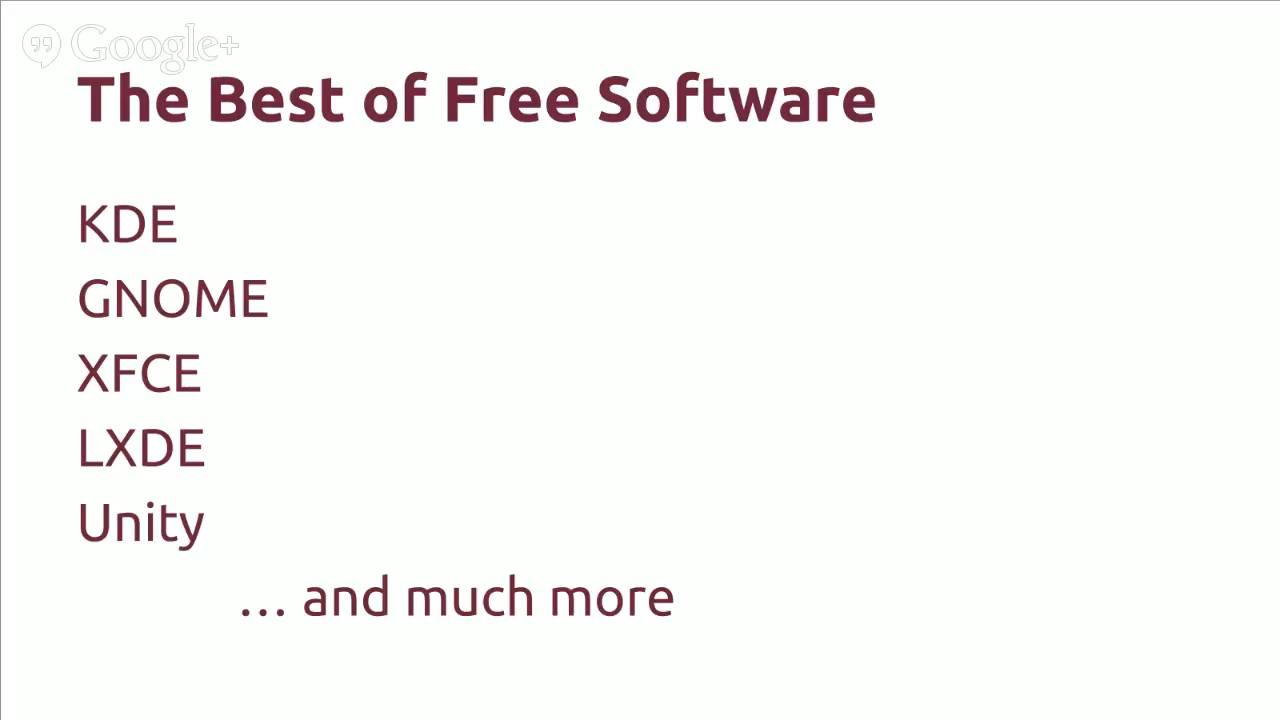 Google+
The Best of Free Software
KDE
GNOME
XFCE
LXDE
Unity
... and much more